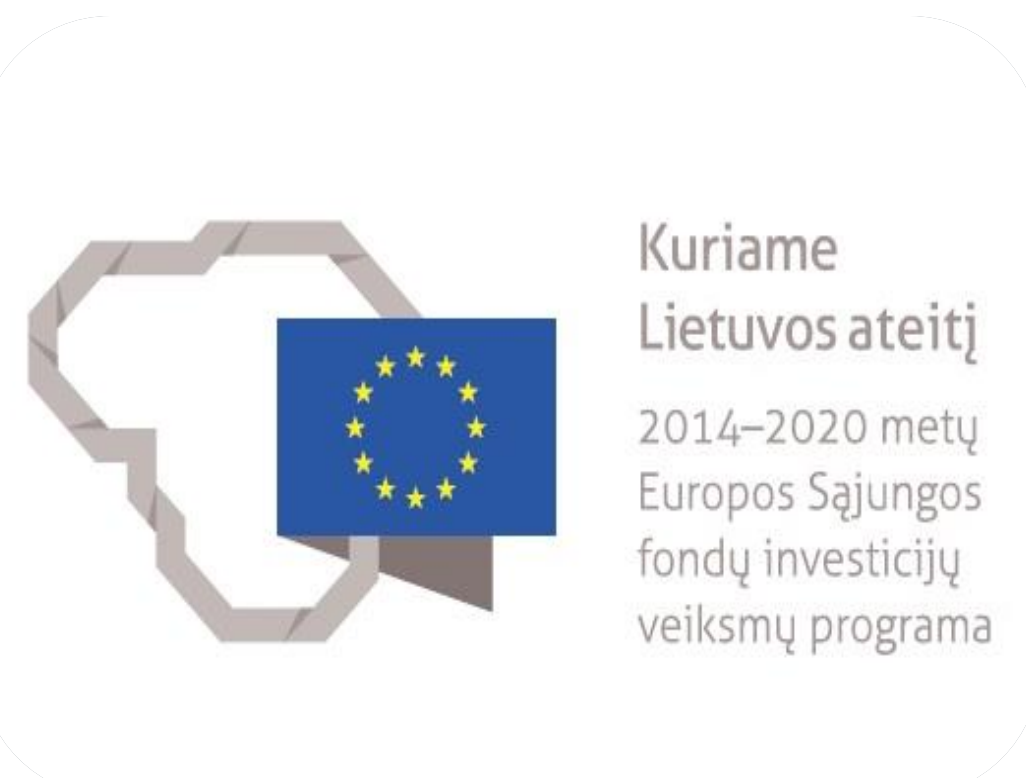 Kuriame
Lietuvos ateitį
2014–2020 metų
Europos Sąjungos
fondų investicijų
veiksmų programa